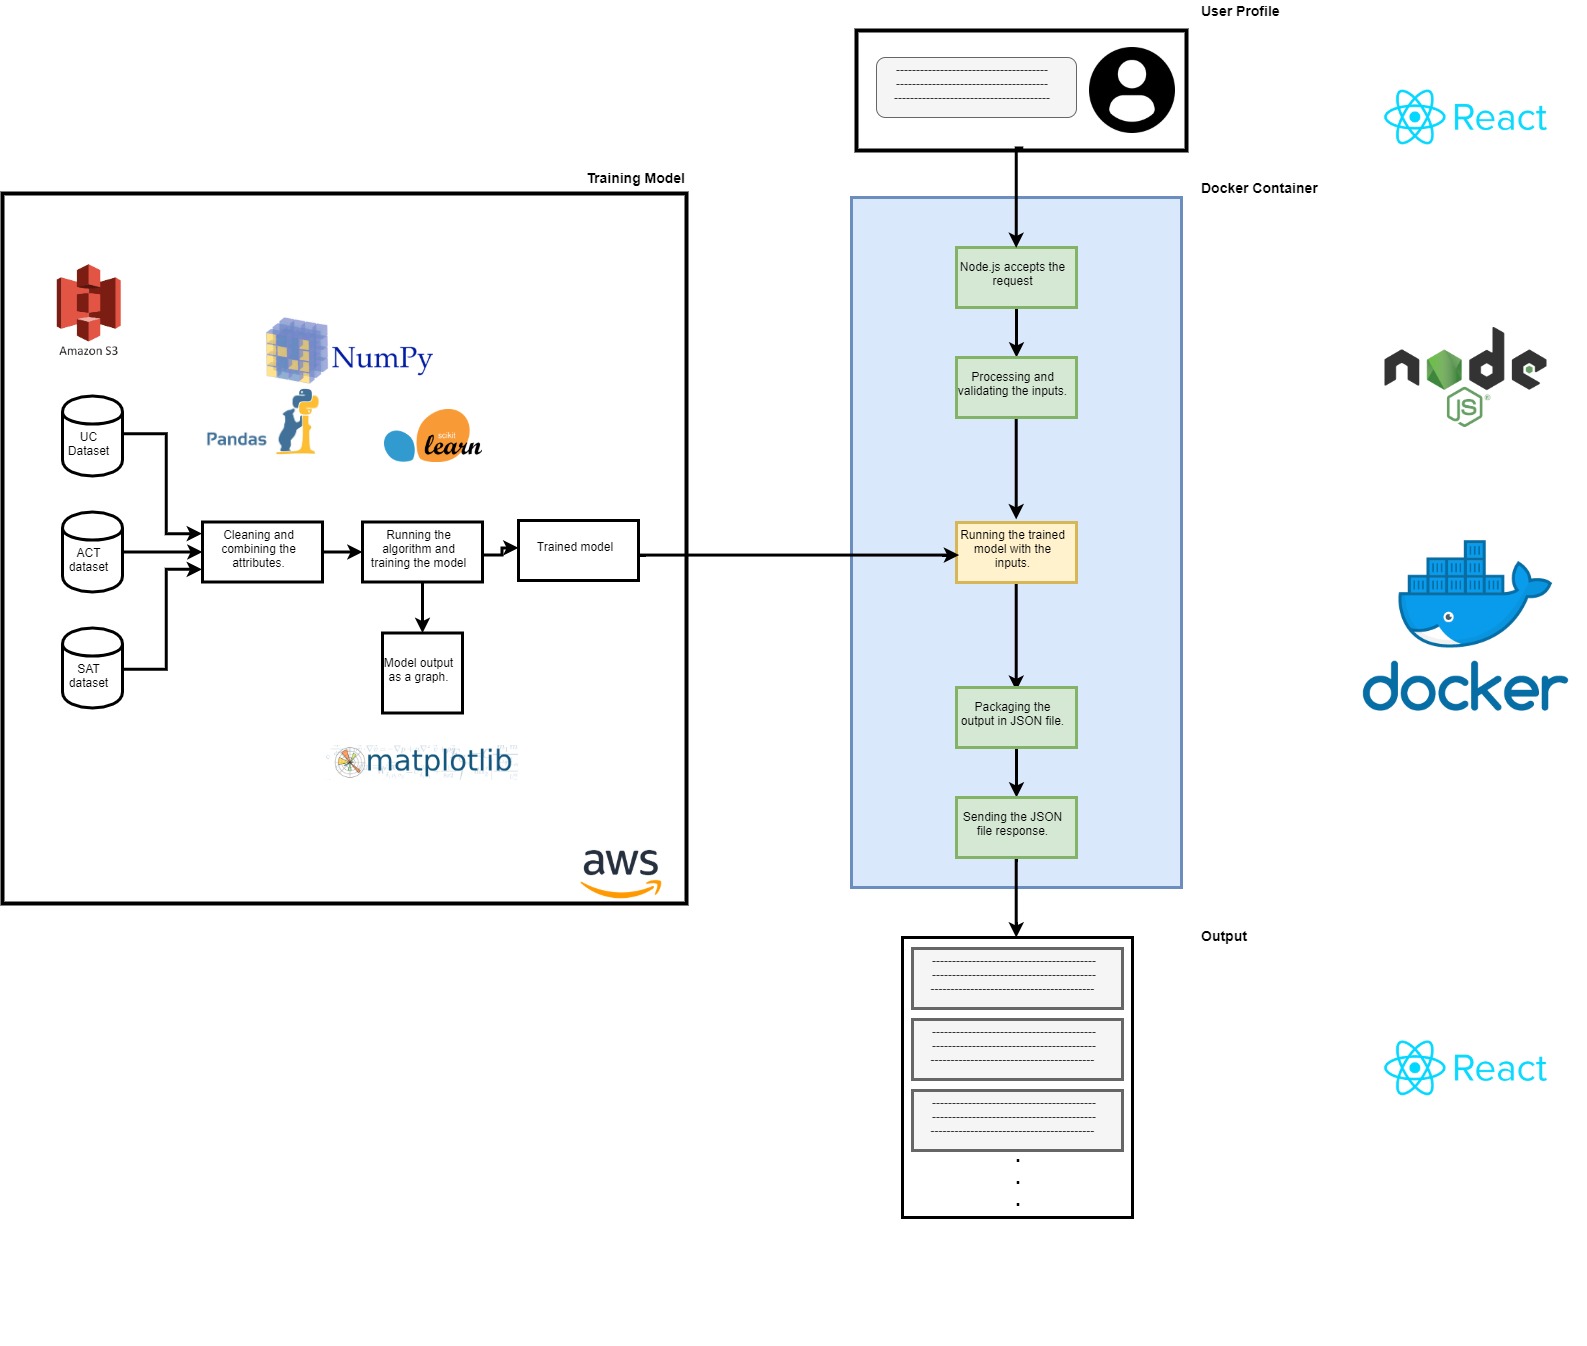 User Profile
React
Training Model
Docker Container
Amazon S3
NumPy
Pandas
scikit
learn
UC
Dataset
ACT
dataset
SAT
dataset
Cleaning and
combining the
attributes.
Running the
algorithm and
training the model
Trained model
Model output
as a graph.
matplotlib
aws
Node.js accepts the
request
Processing and
validating the inputs.
Running the trained
model with the
inputs.
Packaging the
output in JSON file.
Sending the JSON
file response.
node
JS
®
docker
Output
React